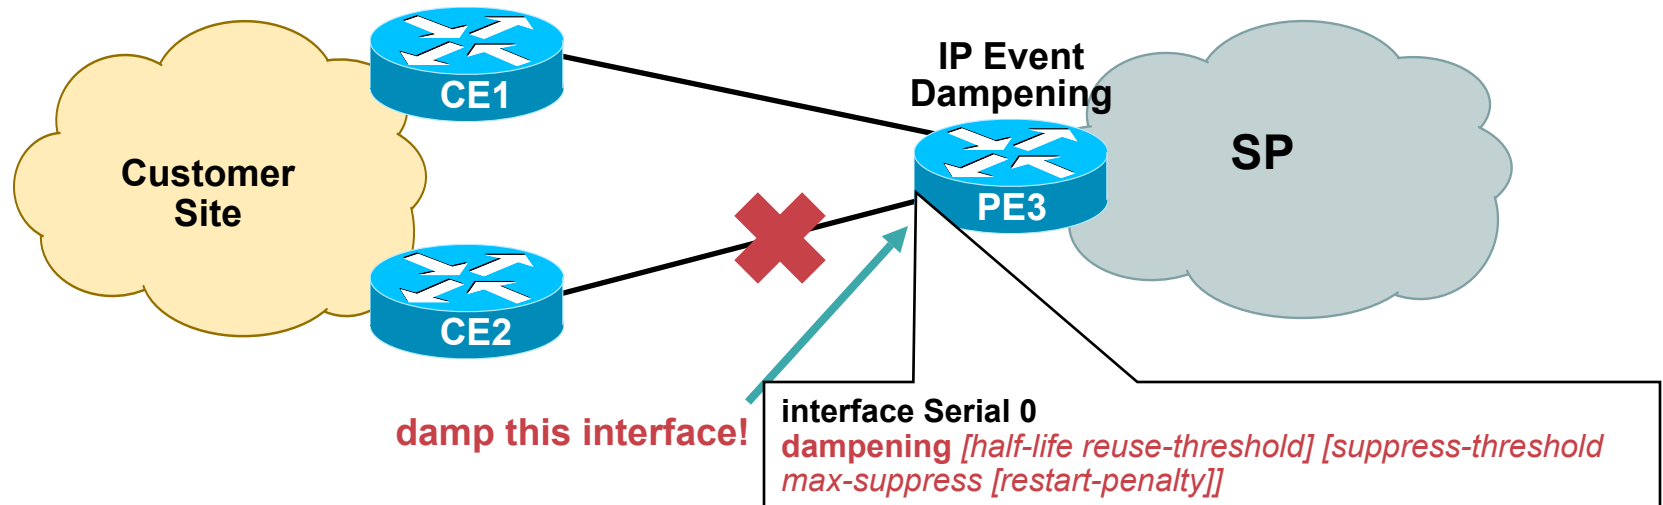 CE1
IP Event
Dampening
Customer
Site
SP
PE3
CE2
damp this interface!
interface Serial 0
dampening [half-life reuse-threshold] [suppress-threshold
max-suppress [restart-penalty]]